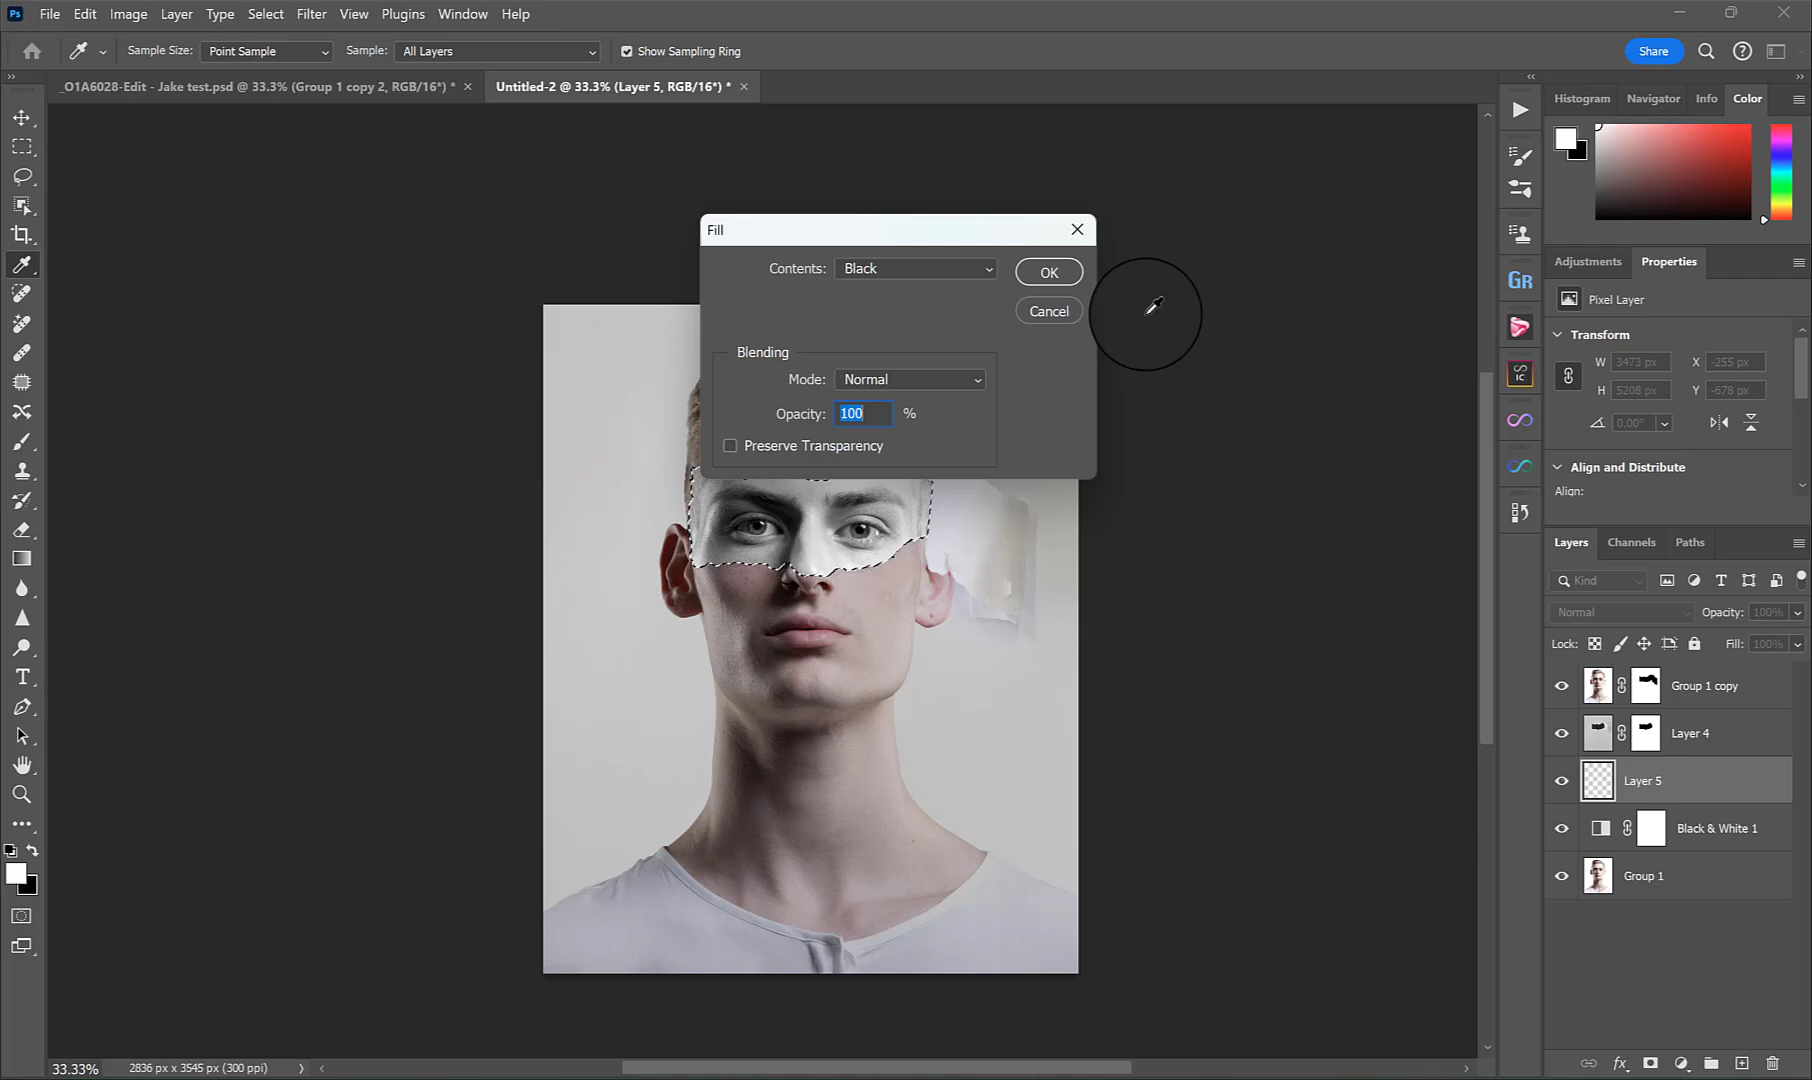 Ps File Edit Image Layer Type Select Filter View Plugins Window Help
Sample Size: Point Sample Sample: All Layers Show Sampling Ring Share
_O1A6028-Edit - Jake test.psd @ 33.3% (Group 1 copy 2, RGB/16*) * × Untitled-2 @ 33.3% (Layer 5, RGB/16*) * ×
Histogram Navigator Info Color
Fill
Contents: Black OK
Cancel
Blending
Mode: Normal
Opacity: 100 %
Preserve Transparency
Gr
IC
Adjustments Properties
Pixel Layer
Transform
W 3473 px X -255 px
H 5208 px Y -678 px
0.00°
Align and Distribute
Align:
Layers Channels Paths
Kind
Normal Opacity: 100%
Lock: Fill: 100%
Group 1 copy
Layer 4
Layer 5
Black & White 1
Group 1
33.33% 2836 px x 3545 px (300 ppi)
fx